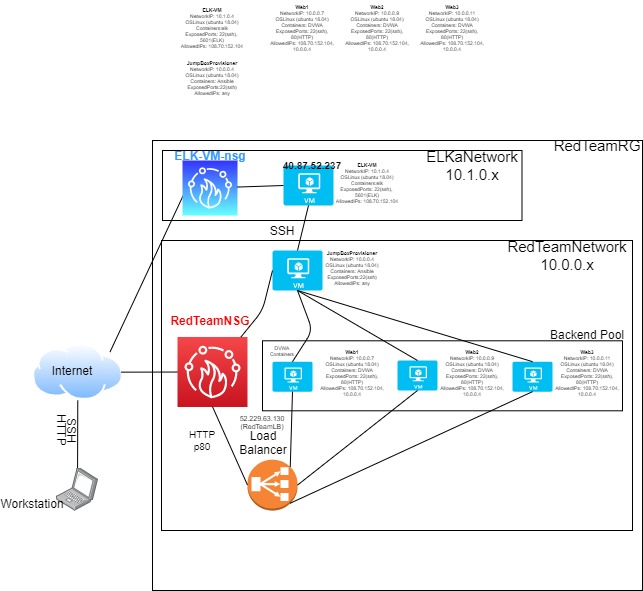 ELK-VM
NetworkIP: 10.1.0.4
OSLinux (ubuntu 18.04)
Containers:elk
ExposedPorts: 22(ssh),
5601(ELK)
AllowedIPs: 108.70.152.104
Web1
NetworkIP: 10.0.0.7
OSLinux (ubuntu 18.04)
Containers: DVWA
ExposedPorts: 22(ssh),
80(HTTP)
AllowedIPs: 108.70.152.104,
10.0.0.4
Web2
NetworkIP: 10.0.0.9
OSLinux (ubuntu 18.04)
Containers: DVWA
ExposedPorts: 22(ssh),
80(HTTP)
AllowedIPs: 108.70.152.104,
10.0.0.4
Web3
NetworkIP: 10.0.0.11
OSLinux (ubuntu 18.04)
Containers: DVWA
ExposedPorts: 22(ssh),
80(HTTP)
AllowedIPs: 108.70.152.104,
10.0.0.4
JumpBoxProvisioner
NetworkIP: 10.0.0.4
OSLinux (ubuntu 18.04)
Containers: Ansible
ExposedPorts:22(ssh)
AllowedIPs: any
RedTeamRG
ELK-VM-nsg
40.87.52.237
VM
ELK-VM
NetworkIP: 10.1.0.4
OSLinux (ubuntu 18.04)
Containers:elk
ExposedPorts: 22(ssh),
5601(ELK)
AllowedIPs: 108.70.152.104
ELKaNetwork
10.1.0.x
SSH
RedTeamNetwork
10.0.0.x
VM
JumpBoxProvisioner
NetworkIP: 10.0.0.4
OSLinux (ubuntu 18.04)
Containers: Ansible
ExposedPorts:22(ssh)
AllowedIPs: any
RedTeamNSG
Backend Pool
DVWA
Containers
VM
Web1
NetworkIP: 10.0.0.7
OSLinux (ubuntu 18.04)
Containers: DVWA
ExposedPorts: 22(ssh),
80(HTTP)
AllowedIPs: 108.70.152.104,
10.0.0.4
VM
Web2
NetworkIP: 10.0.0.9
OSLinux (ubuntu 18.04)
Containers: DVWA
ExposedPorts: 22(ssh),
80(HTTP)
AllowedIPs: 108.70.152.104,
10.0.0.4
VM
Web3
NetworkIP: 10.0.0.11
OSLinux (ubuntu 18.04)
Containers: DVWA
ExposedPorts: 22(ssh),
80(HTTP)
AllowedIPs: 108.70.152.104,
10.0.0.4
Internet
SSH
HTTP
Workstation
HTTP
p80
52.229.63.130
(RedTeamLB)
Load
Balancer